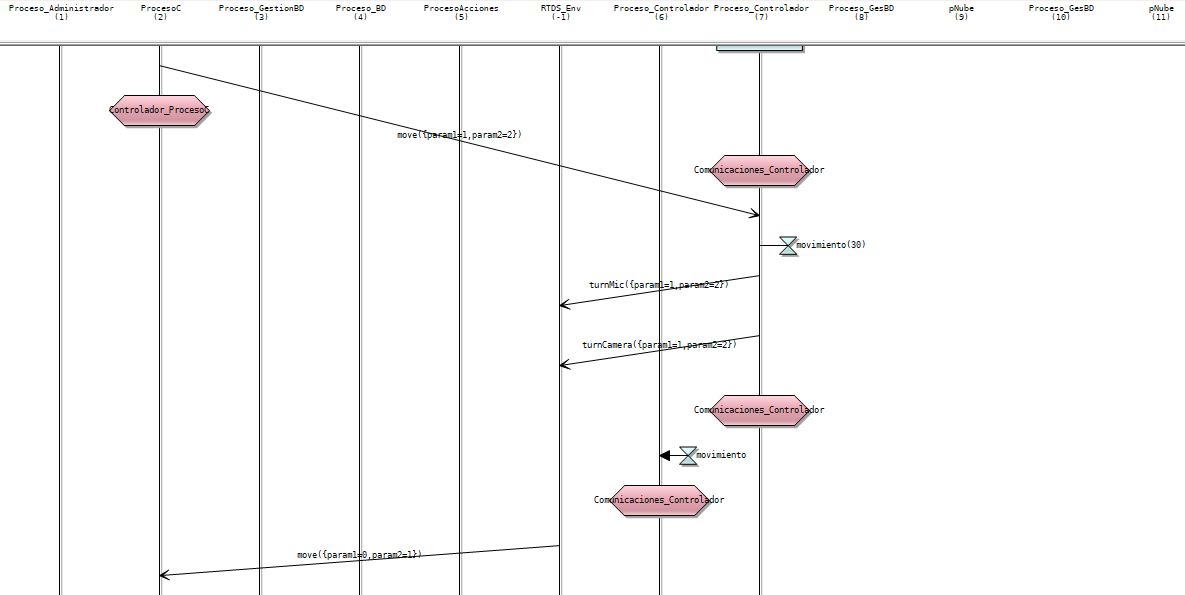 Proceso_Administrador ProcesoC Proceso_GestionBD Proceso_BD ProcesoAcciones RTDS_Env Proceso_Controlador Proceso_Controlador Proceso_GesBD pNube Proceso_GesBD pNube
(1) (2) (3) (4) (5) (-1) (6) (7) (8) (9) (10) (11)
Controlador_ProcesoC
move({param1=1,param2=2})
Comunicaciones_Controlador
movimiento(30)
turnMic({param1=1,param2=2})
turnCamera({param1=1,param2=2})
Comunicaciones_Controlador
movimiento
Comunicaciones_Controlador
move({param1=0,param2=1})